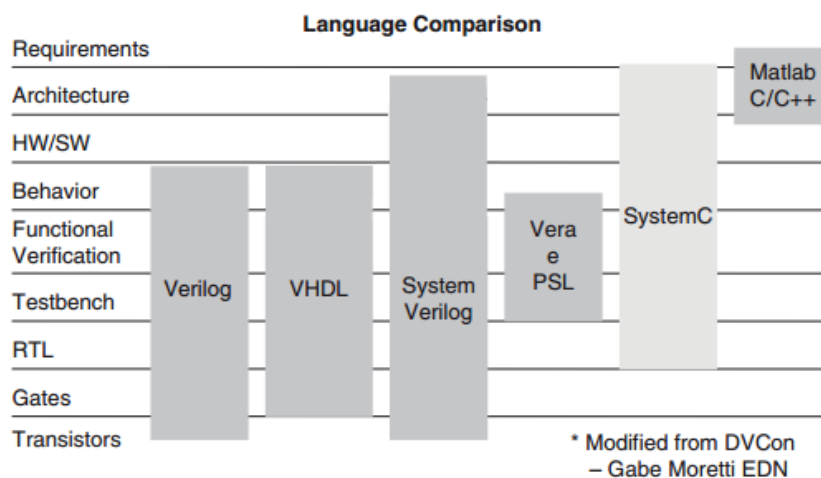 Language Comparison
Requirements
Architecture
HW/SW
Behavior
Functional
Verification
Testbench
RTL
Gates
Transistors
Verilog
VHDL
System
Verilog
Vera
e
PSL
SystemC
Matlab
C/C++
* Modified from DVCon
– Gabe Moretti EDN